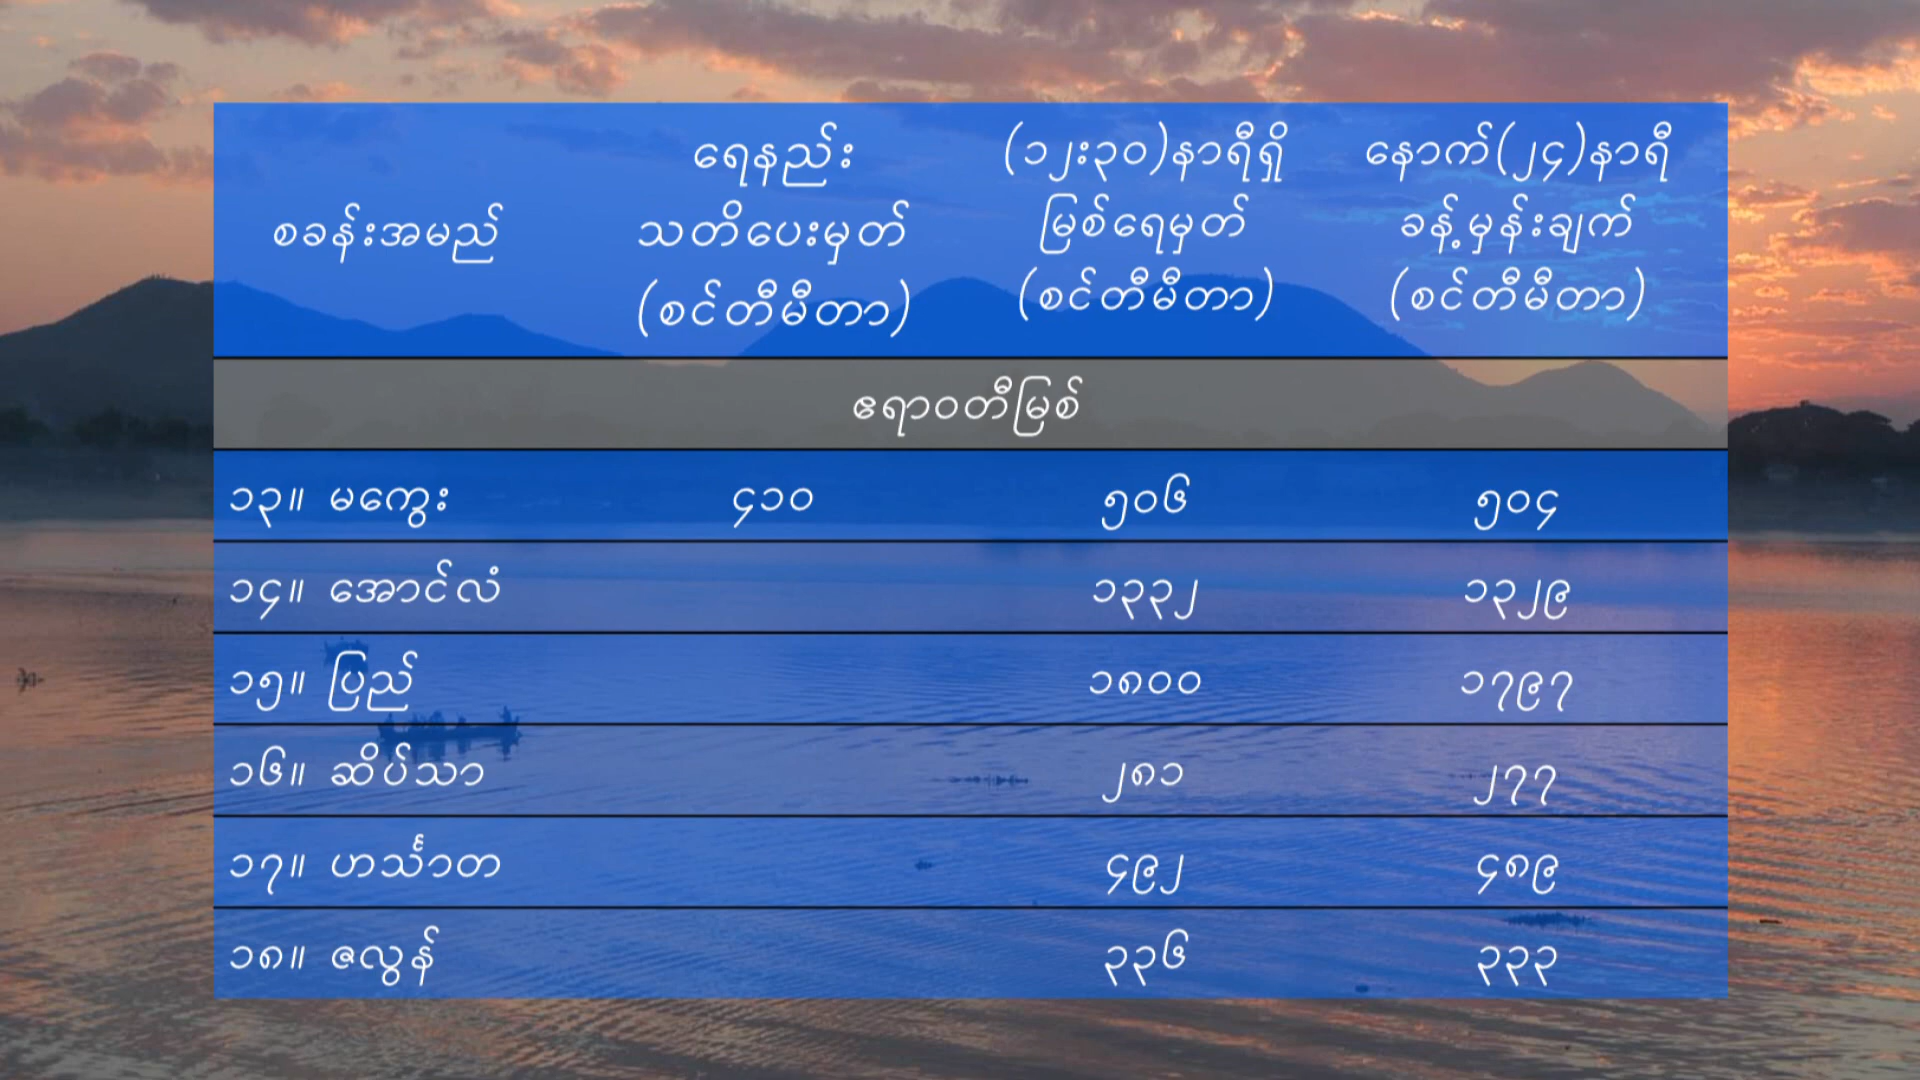 စခန်းအမည်
ရေနည်း
သတိပေးမှတ်
(စင်တီမီတာ)
(၁၂း၃၀)နာရီရှိ
မြစ်ရေမှတ်
(စင်တီမီတာ)
နောက်(၂၄)နာရီ
ခန့်မှန်းချက်
(စင်တီမီတာ)
ဧရာဝတီမြစ်
၁၃။ မကွေး ၄၁၀ ၅၀၆ ၅၀၄
၁၄။ အောင်လံ ၁၃၃၂ ၁၃၂၉
၁၅။ ပြည် ၁၈၀၀ ၁၇၉၇
၁၆။ ဆိပ်သာ ၂၈၁ ၂၇၇
၁၇။ ဟင်္သာတ ၄၉၂ ၄၈၉
၁၈။ ဇလွန် ၃၃၆ ၃၃၃